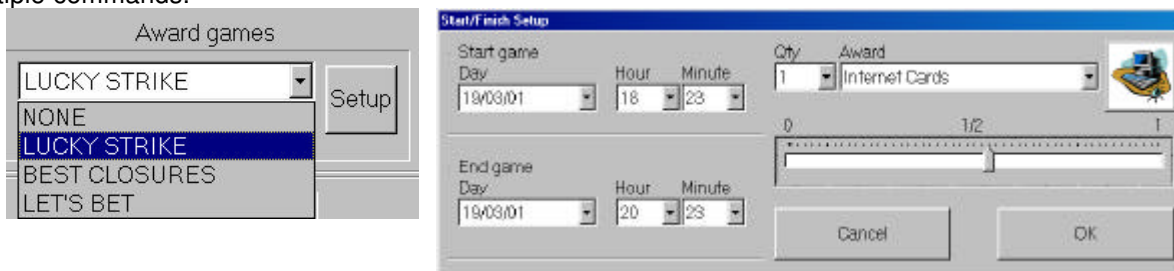 tiple commands.
Award games
LUCKY STRIKE
Setup
NONE
LUCKY STRIKE
BEST CLOSURES
LET'S BET
Start/Finish Setup
Start game
Day Hour Minute
19/03/01 18 23
End game
Day Hour Minute
19/03/01 20 23
Qty Award
1 Internet Cards
0 1/2 1
Cancel OK